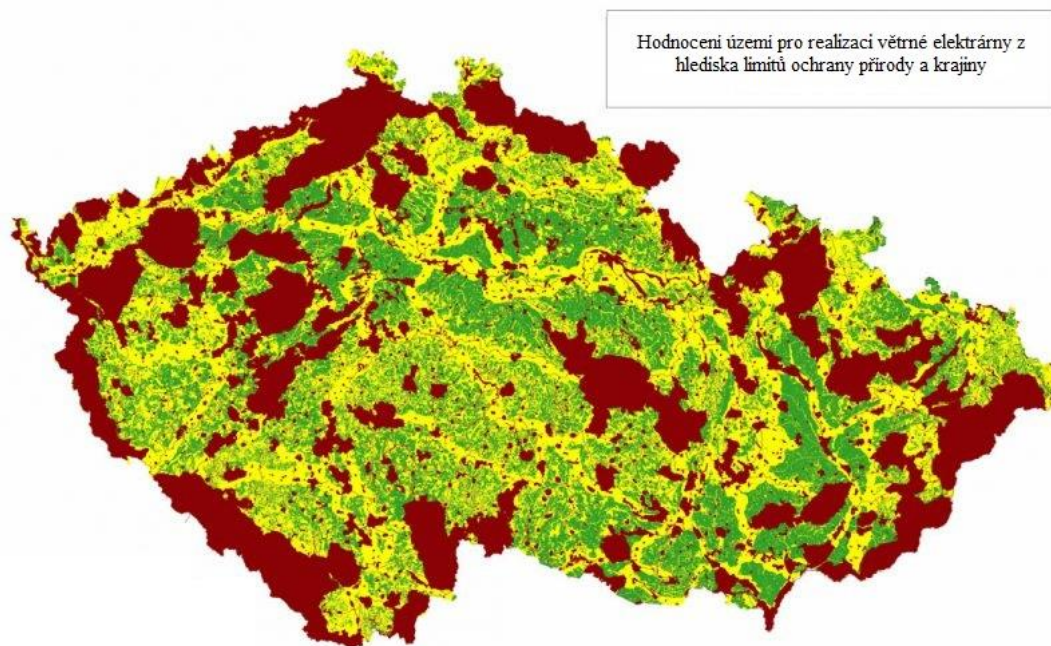 Hodnocení území pro realizaci větrné elektrárny z
hlediska limitů ochrany přírody a krajiny